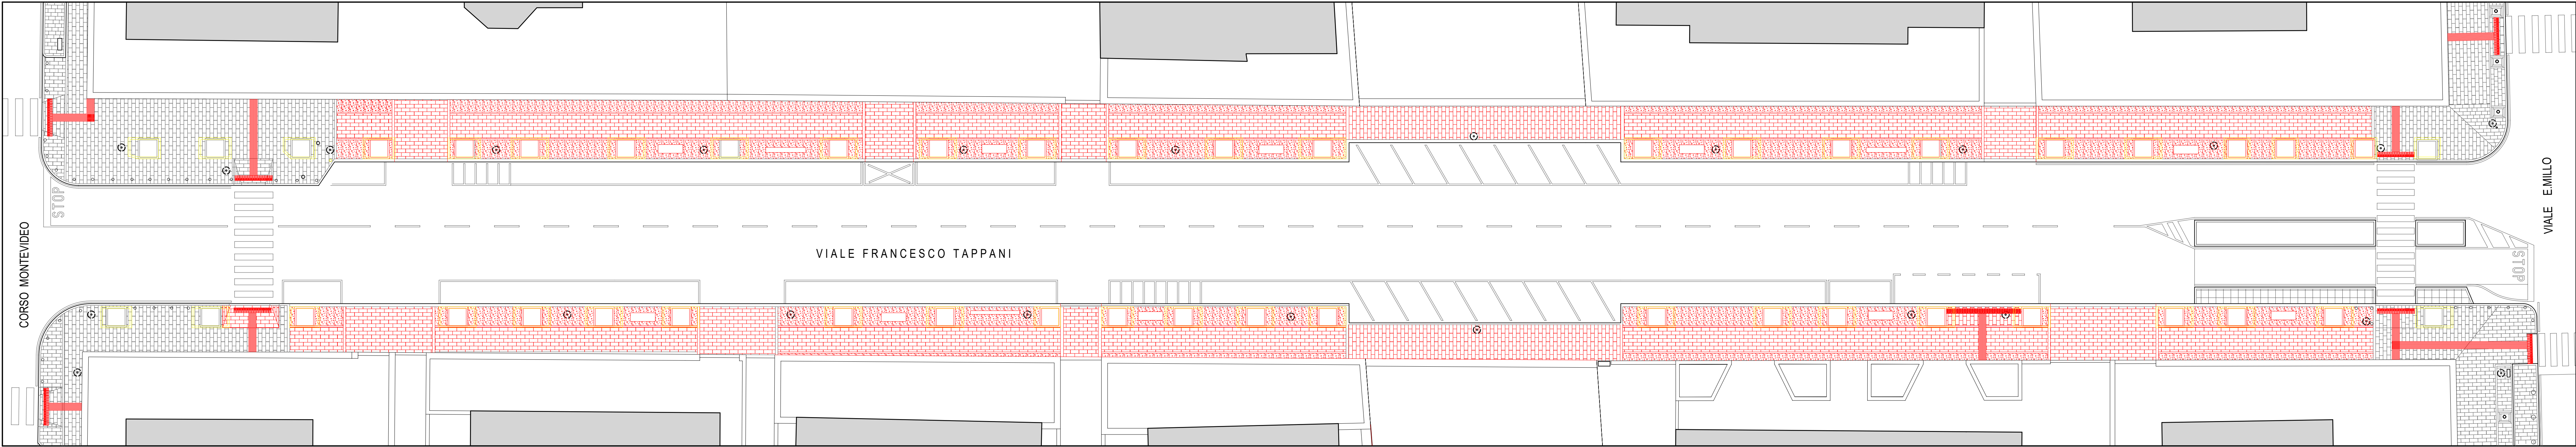 STOP
CORSO MONTEVIDEO
VIALE FRANCESCO TAPPANI
VIALE E.MILLO
STOP